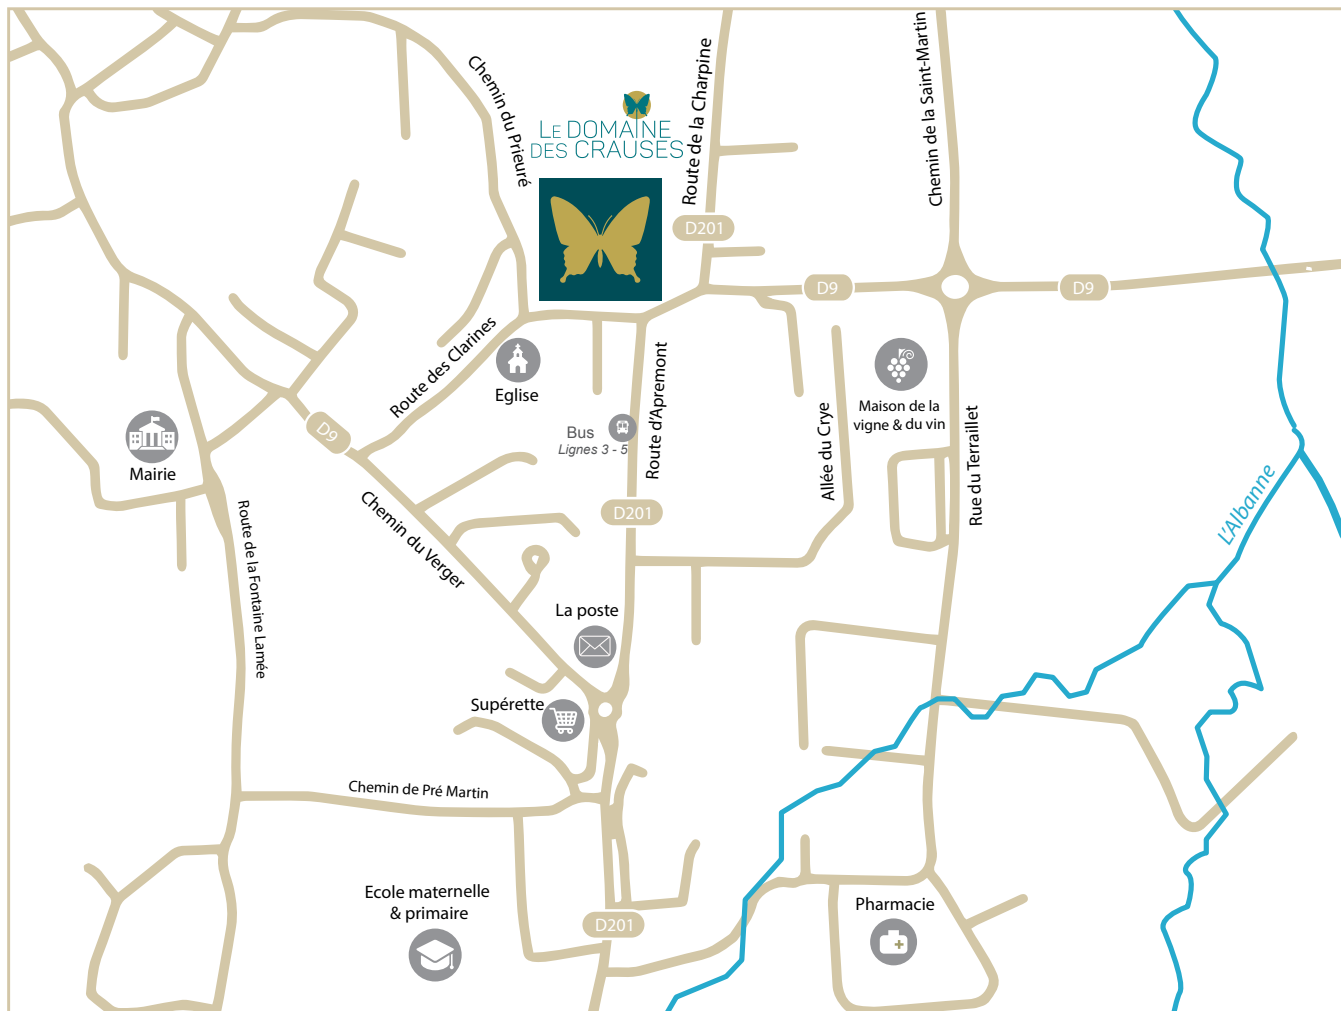 Chemin du Prieuré
LE DOMAINE
DES CRAUSES
Route de la Charpine
Chemin de la Saint-Martin
D201
D9
D9
Route des Clarines
Eglise
Route d'Apremont
Maison de la
vigne & du vin
Allée du Crye
Rue du Terraillet
D9
Bus
Lignes 3 - 5
Mairie
D201
L'Albanne
Route de la Fontaine Lamée
Chemin du Verger
La poste
Supérette
Chemin de Pré Martin
Ecole maternelle
& primaire
D201
Pharmacie